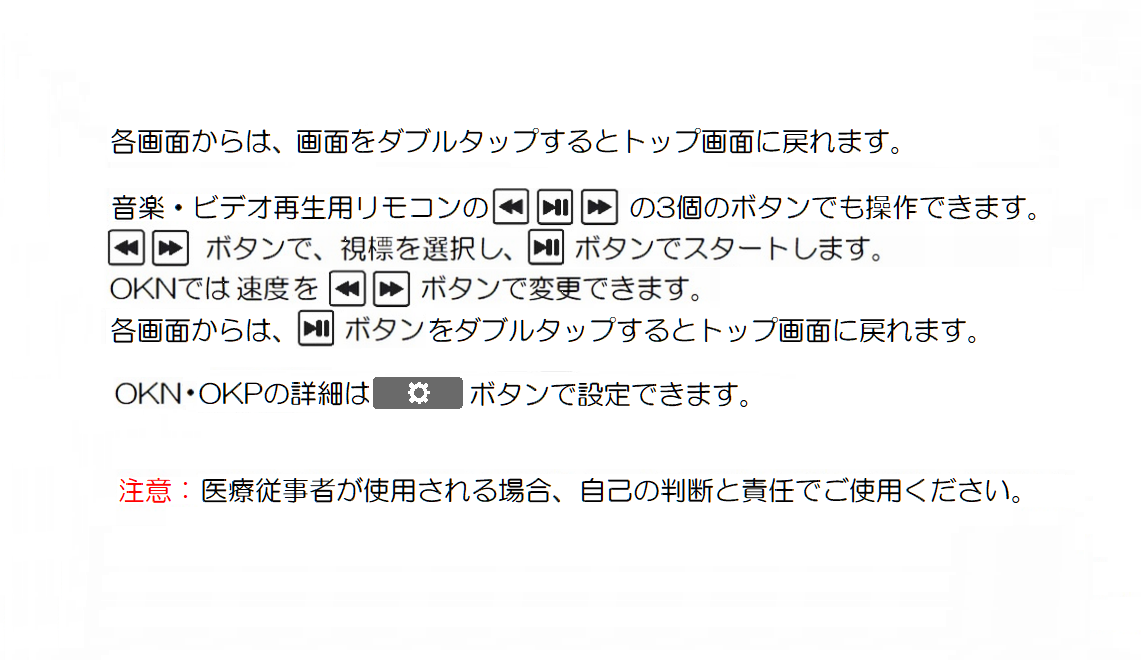 各画面からは、画面をダブルタップするとトップ画面に戻れます。
音楽・ビデオ再生用リモコンの の3個のボタンでも操作できます。
ボタンで、視標を選択し、 ボタンでスタートします。
OKNでは 速度を ボタンで変更できます。
各画面からは、 ボタンをダブルタップするとトップ画面に戻れます。
OKN・OKPの詳細は ボタンで設定できます。
注意：医療従事者が使用される場合、自己の判断と責任でご使用ください。